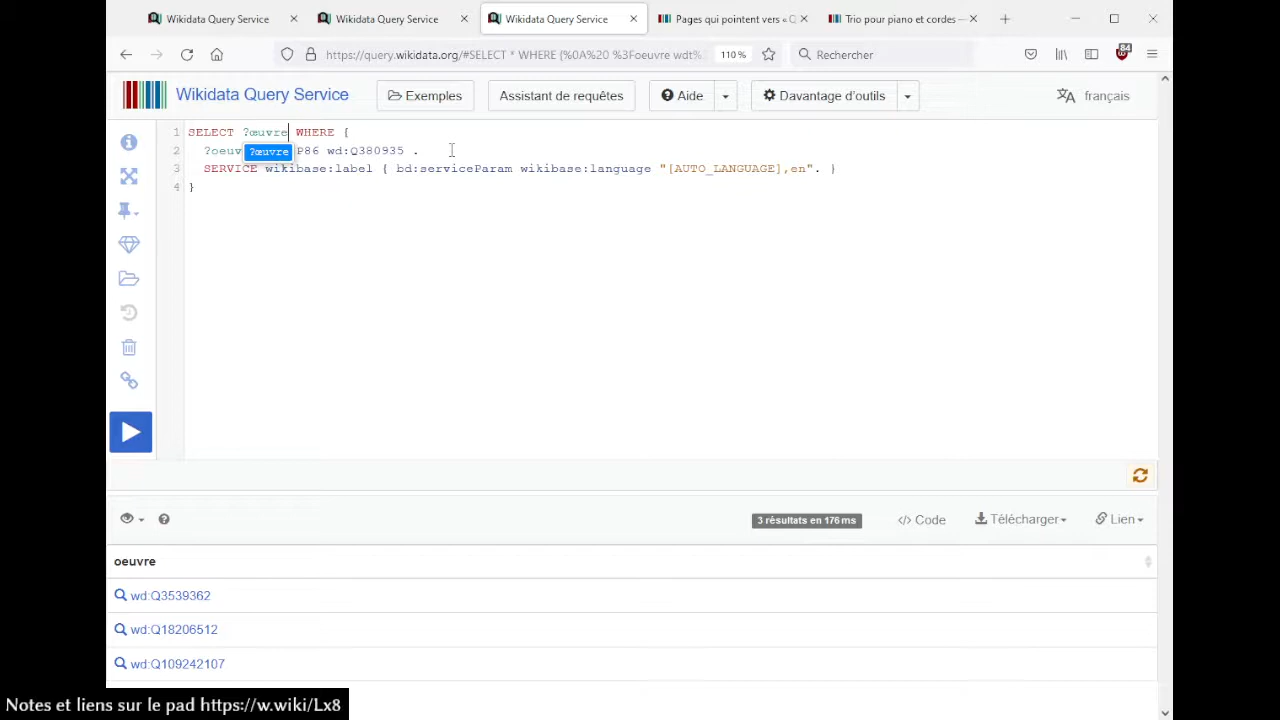 Wikidata Query Service
Wikidata Query Service
Wikidata Query Service
Pages qui pointent vers « Q
Trio pour piano et cordes —
https://query.wikidata.org/#SELECT * WHERE {%0A%20 %3Foeuvre wdt%
110 %
Rechercher
84
Wikidata Query Service
Exemples
Assistant de requêtes
Aide
Davantage d'outils
français
1 SELECT ?œuvre WHERE {
2 ?oeuv P86 wd:Q380935 .
?œuvre
3 SERVICE wikibase:label { bd:serviceParam wikibase:language "[AUTO_LANGUAGE],en". }
4 }
3 résultats en 176 ms
</> Code
Télécharger
Lien
oeuvre
wd:Q3539362
wd:Q18206512
wd:Q109242107
Notes et liens sur le pad https://w.wiki/Lx8